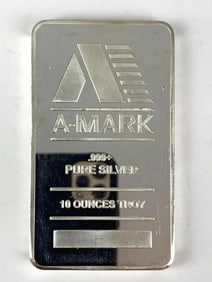 A-MARK
.999+
PURE SILVER
10 OUNCES TROY